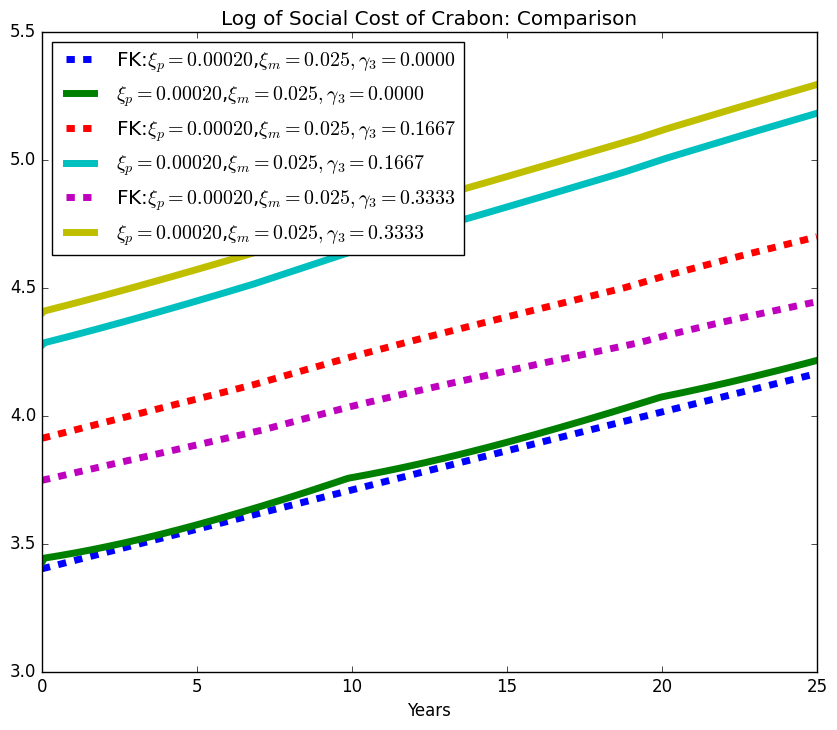 Log of Social Cost of Crabon: Comparison
5.5
5.0
4.5
4.0
3.5
3.0
FK:ξₚ = 0.00020,ξₘ = 0.025, γ₃ = 0.0000
ξₚ = 0.00020,ξₘ = 0.025, γ₃ = 0.0000
FK:ξₚ = 0.00020,ξₘ = 0.025, γ₃ = 0.1667
ξₚ = 0.00020,ξₘ = 0.025, γ₃ = 0.1667
FK:ξₚ = 0.00020,ξₘ = 0.025, γ₃ = 0.3333
ξₚ = 0.00020,ξₘ = 0.025, γ₃ = 0.3333
0 5 10 15 20 25
Years